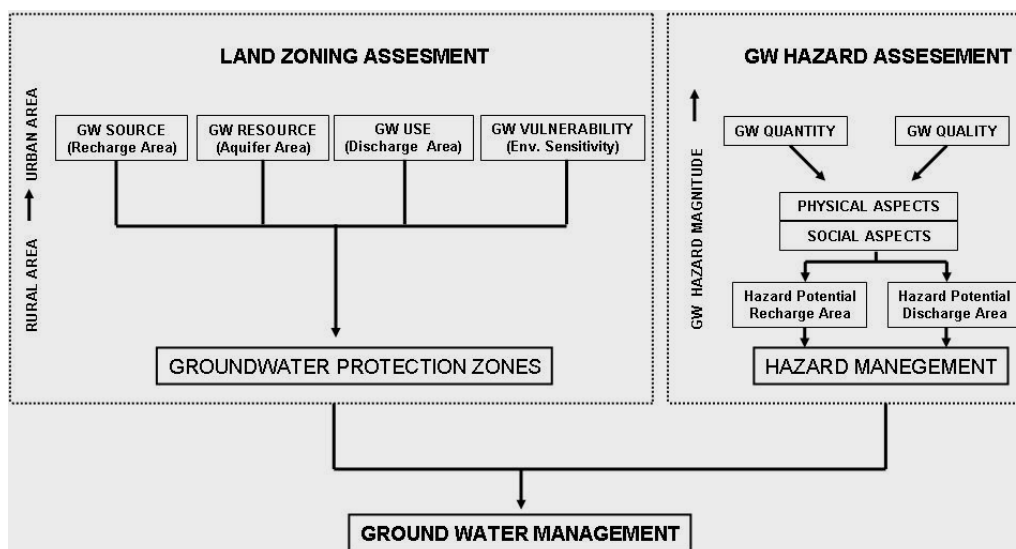 LAND ZONING ASSESMENT
URBAN AREA
RURAL AREA
GW SOURCE
(Recharge Area)
GW RESOURCE
(Aquifer Area)
GW USE
(Discharge Area)
GW VULNERABILITY
(Env. Sensitivity)
GROUNDWATER PROTECTION ZONES
GW HAZARD ASSESEMENT
GW HAZARD MAGNITUDE
GW QUANTITY
GW QUALITY
PHYSICAL ASPECTS
SOCIAL ASPECTS
Hazard Potential
Recharge Area
Hazard Potential
Discharge Area
HAZARD MANEGEMENT
GROUND WATER MANAGEMENT